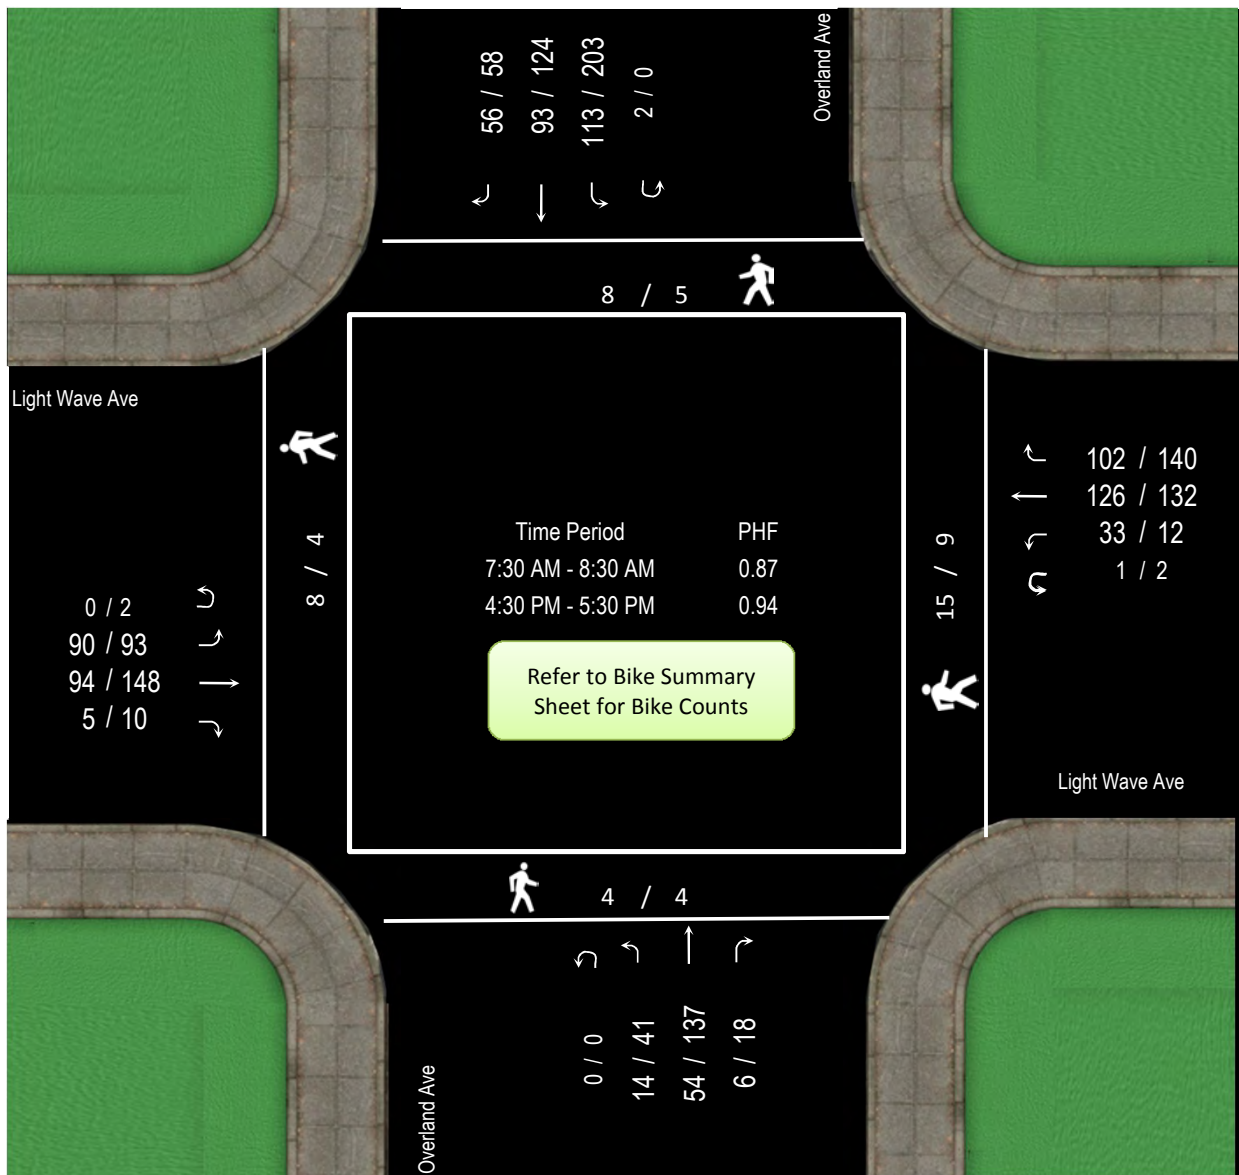 56 / 58
93 / 124
113 / 203
2 / 0
Overland Ave
8 / 5
Light Wave Ave
8 / 4
0 / 2
90 / 93
94 / 148
5 / 10
Time Period PHF
7:30 AM - 8:30 AM 0.87
4:30 PM - 5:30 PM 0.94
Refer to Bike Summary
Sheet for Bike Counts
15 / 9
102 / 140
126 / 132
33 / 12
1 / 2
Light Wave Ave
4 / 4
0 / 0
14 / 41
54 / 137
6 / 18
Overland Ave